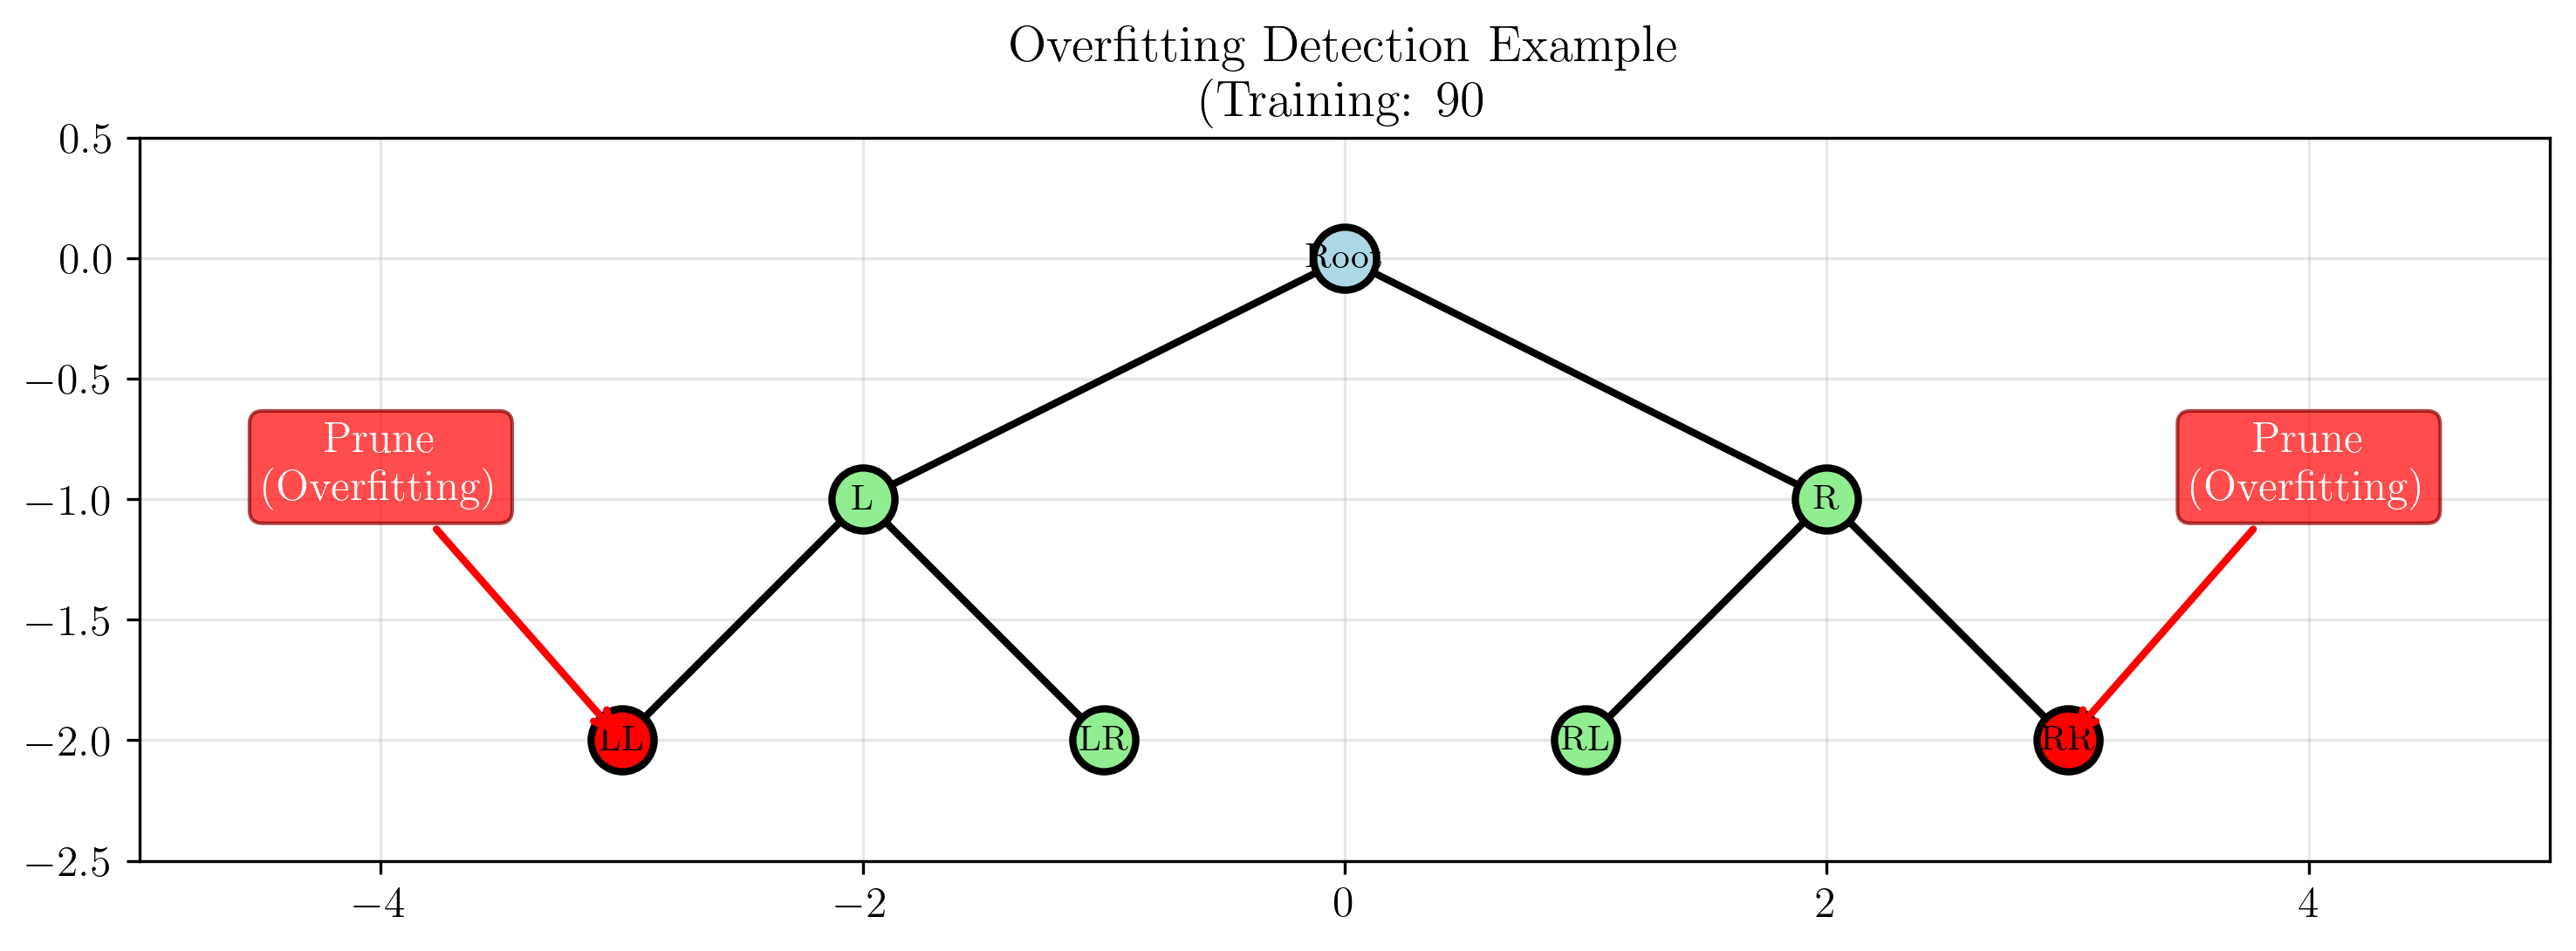 Overfitting Detection Example
(Training: 90
0.5
0.0
Root
−0.5
Prune
(Overfitting)
Prune
(Overfitting)
−1.0
L
R
−1.5
−2.0
LL
LR
RL
RR
−2.5
−4
−2
0
2
4